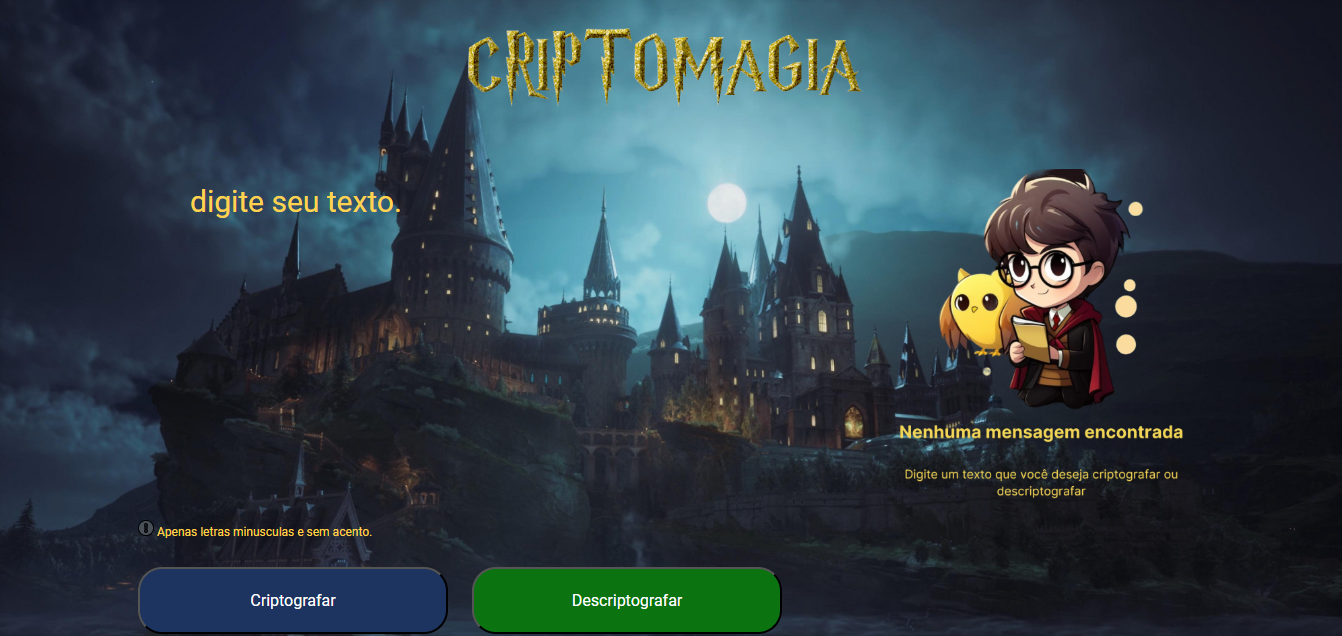 CRIPTOMAGIA
digite seu texto.
Nenhuma mensagem encontrada
Digite um texto que você deseja criptografar ou
descriptografar
Apenas letras minusculas e sem acento.
Criptografar
Descriptografar